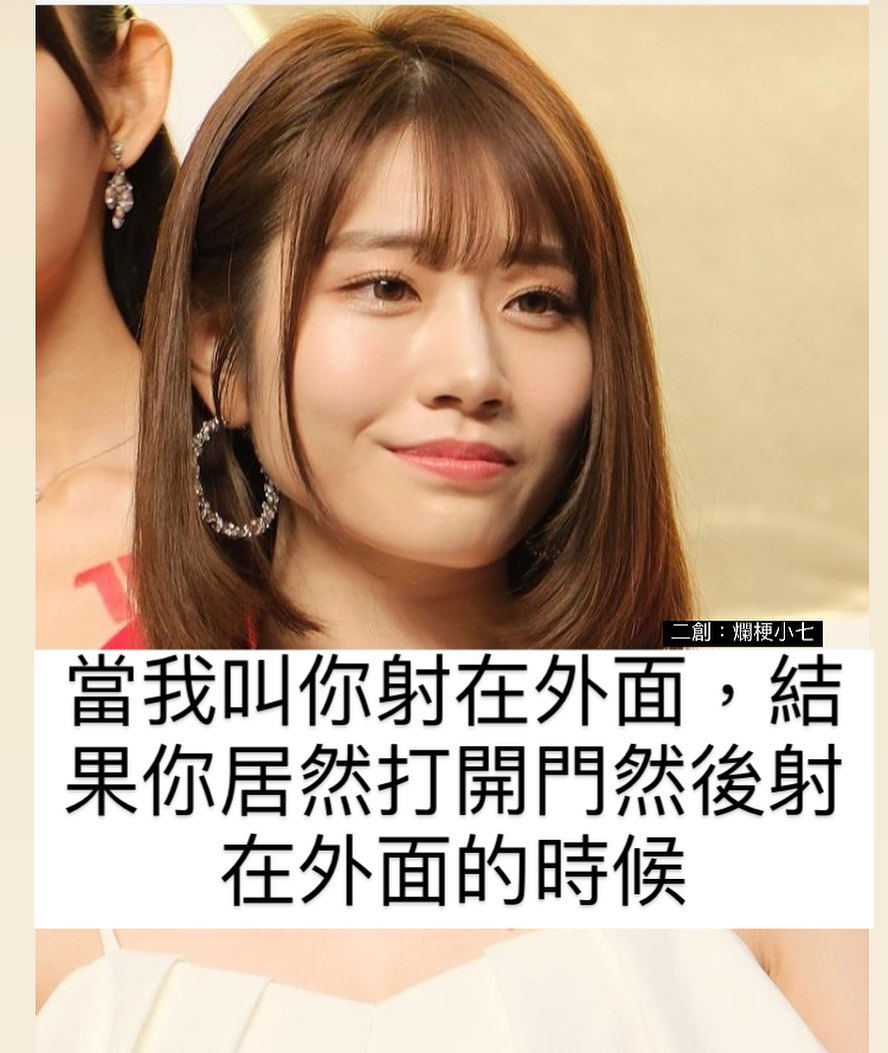 二創：爛梗小七
當我叫你射在外面，結
果你居然打開門然後射
在外面的時候